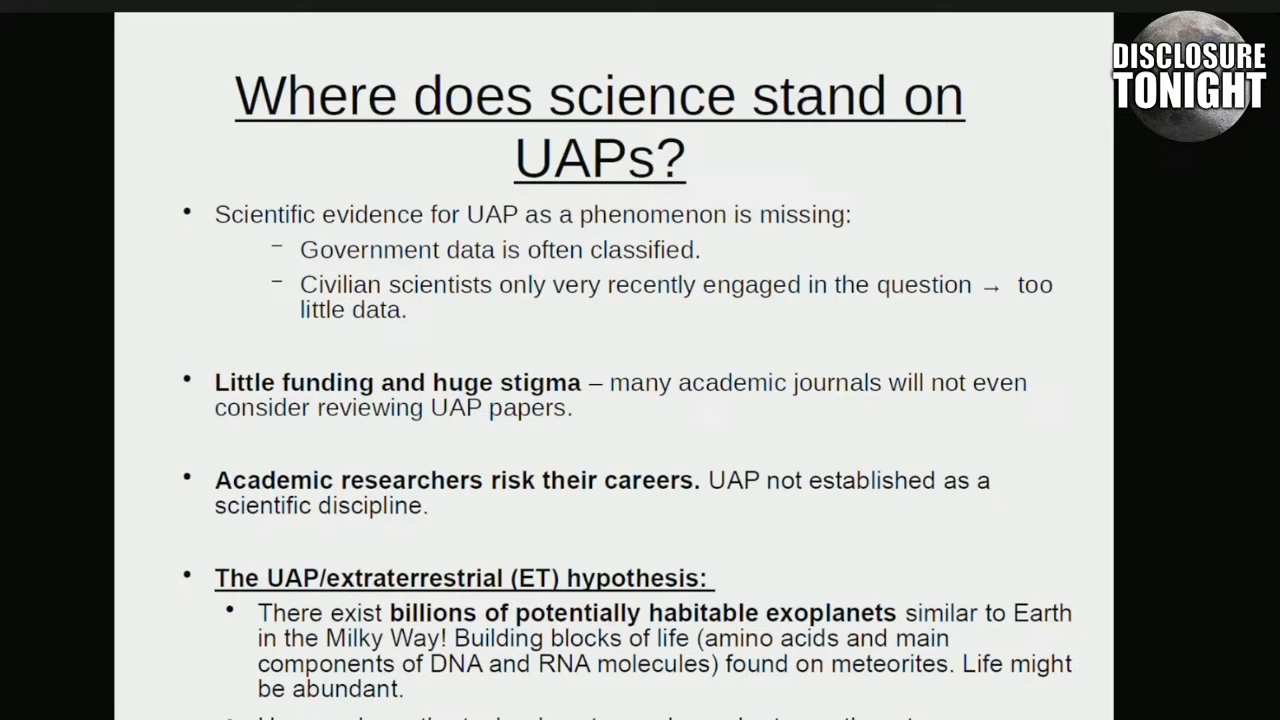 DISCLOSURE
TONIGHT
Where does science stand on
UAPs?
• Scientific evidence for UAP as a phenomenon is missing:
– Government data is often classified.
– Civilian scientists only very recently engaged in the question → too
little data.
• Little funding and huge stigma – many academic journals will not even
consider reviewing UAP papers.
• Academic researchers risk their careers. UAP not established as a
scientific discipline.
• The UAP/extraterrestrial (ET) hypothesis:
• There exist billions of potentially habitable exoplanets similar to Earth
in the Milky Way! Building blocks of life (amino acids and main
components of DNA and RNA molecules) found on meteorites. Life might
be abundant.